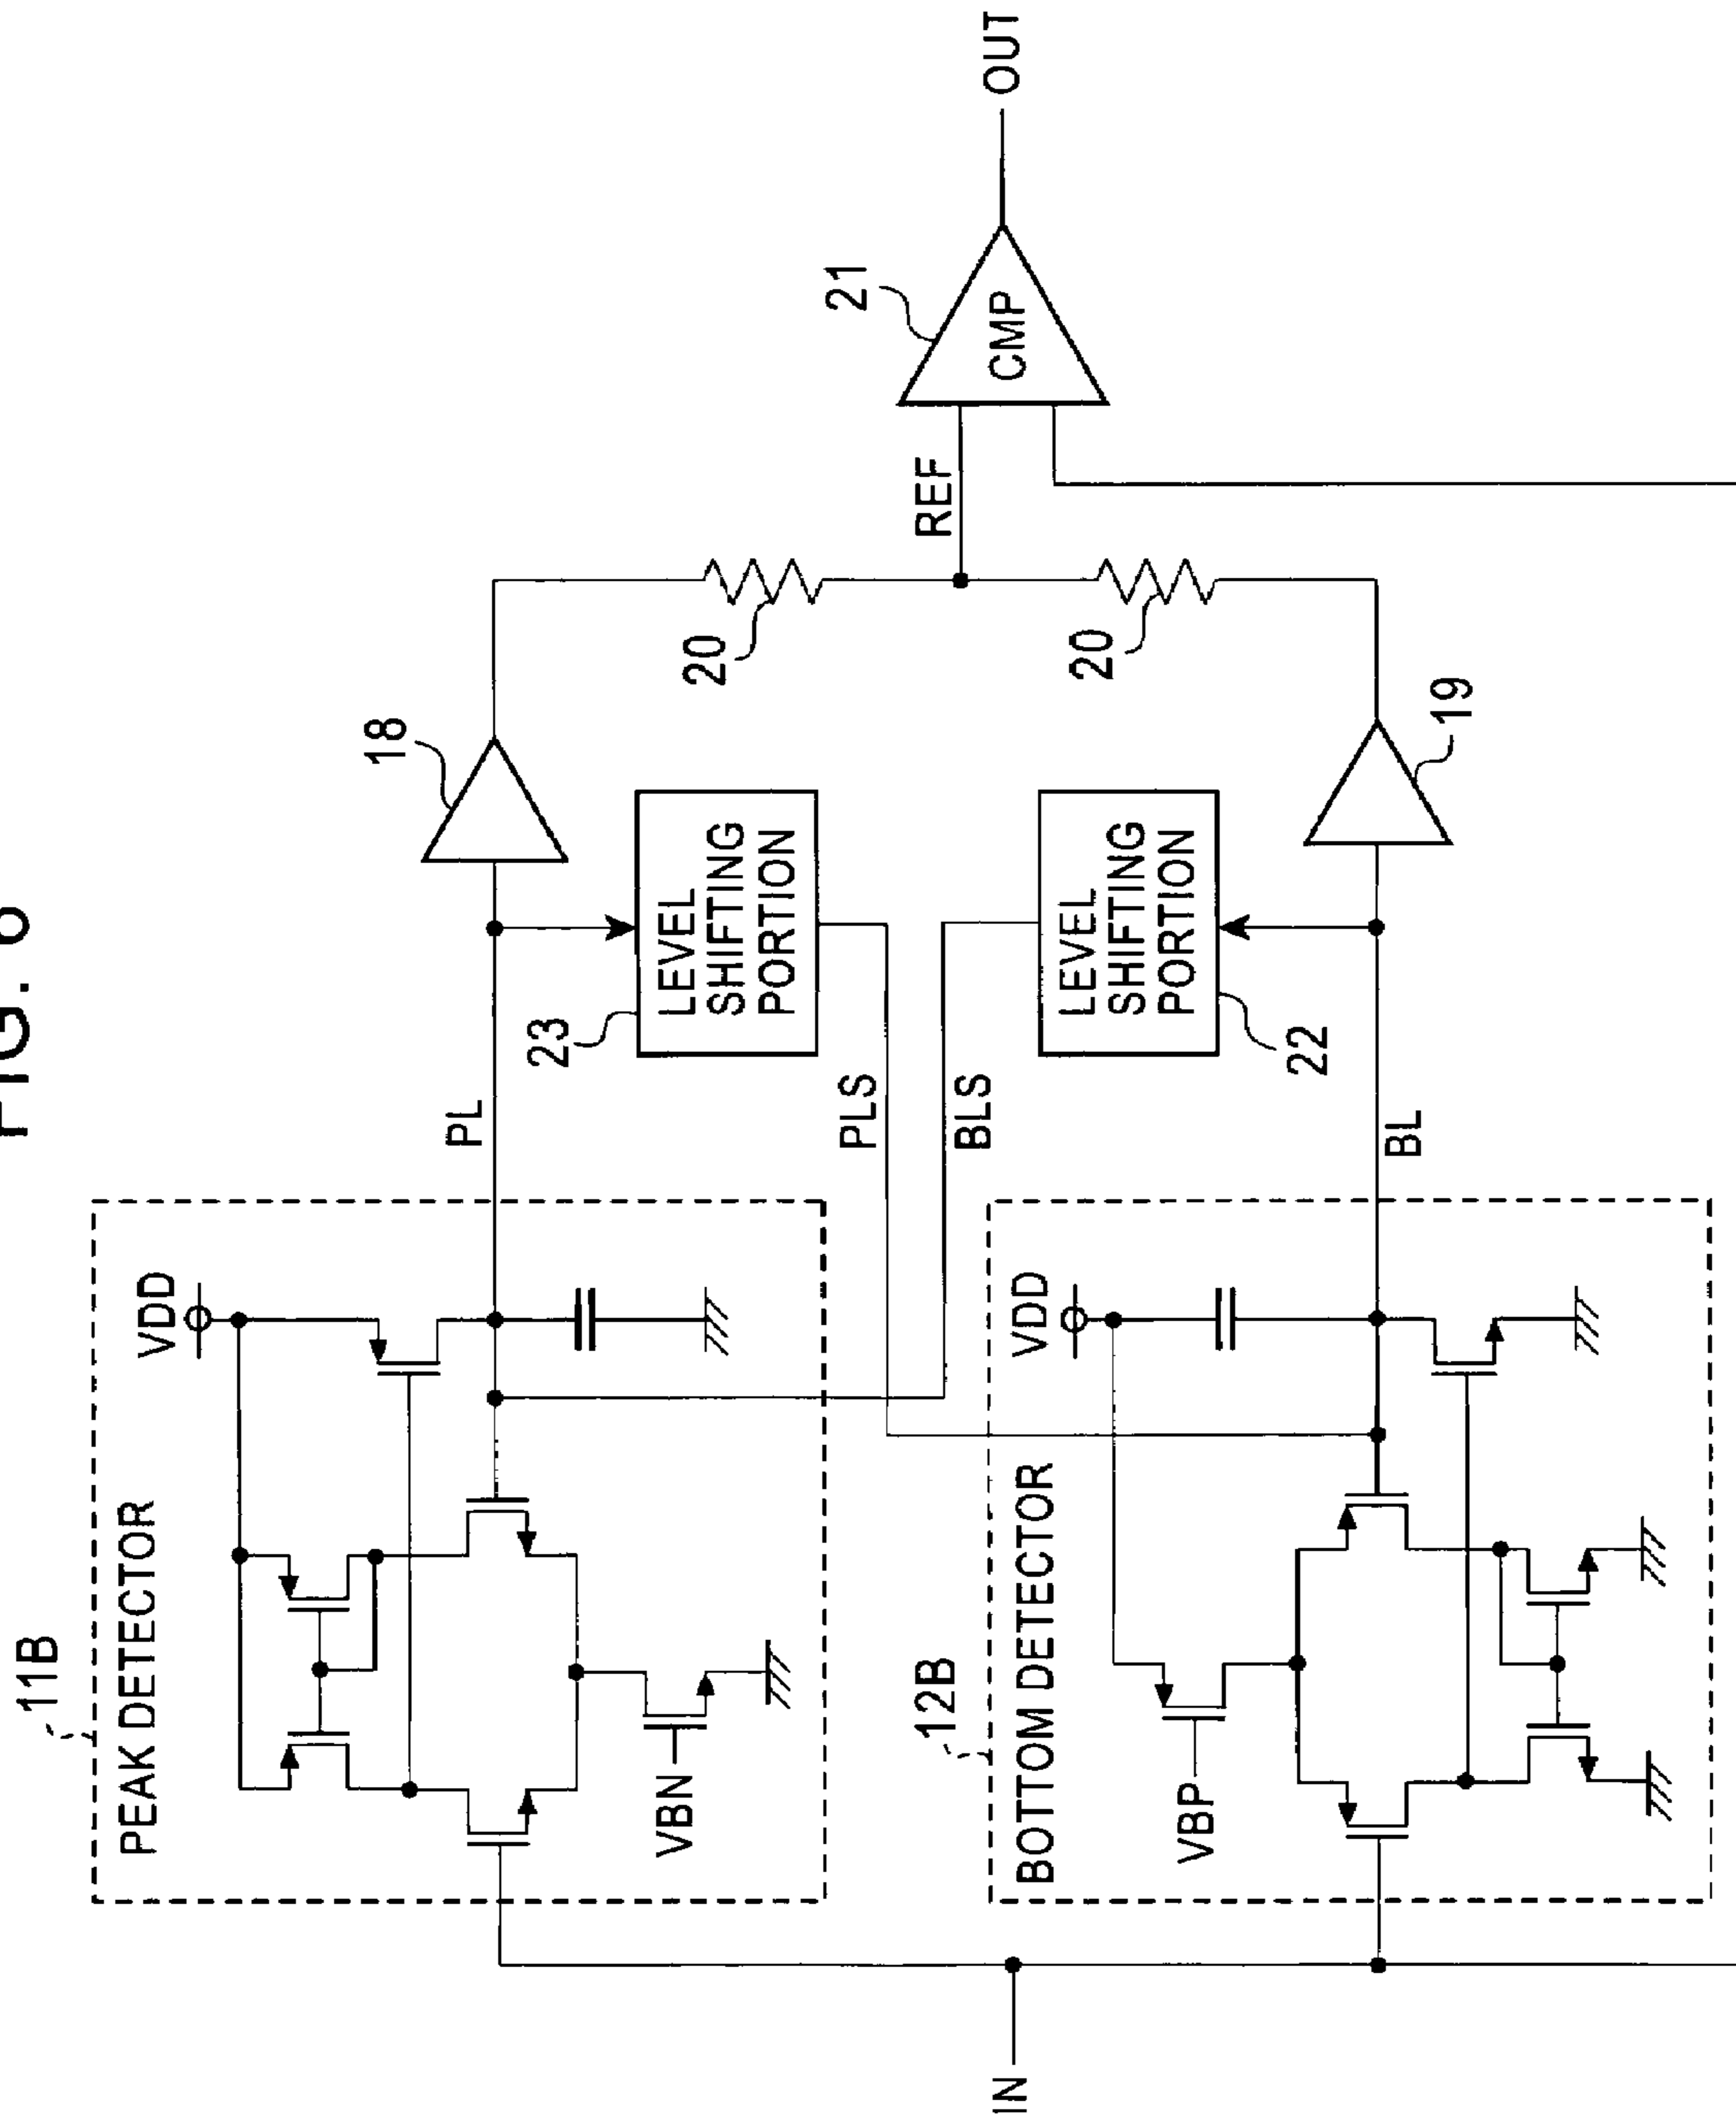 FIG.
11B
PEAK DETECTOR
VDD
VBN
PL
18
23
LEVEL
SHIFTING
PORTION
20
PLS
BLS
REF
21
CMP
OUT
IN
12B
BOTTOM DETECTOR
VDD
VBP
LEVEL
SHIFTING
PORTION
22
20
BL
19